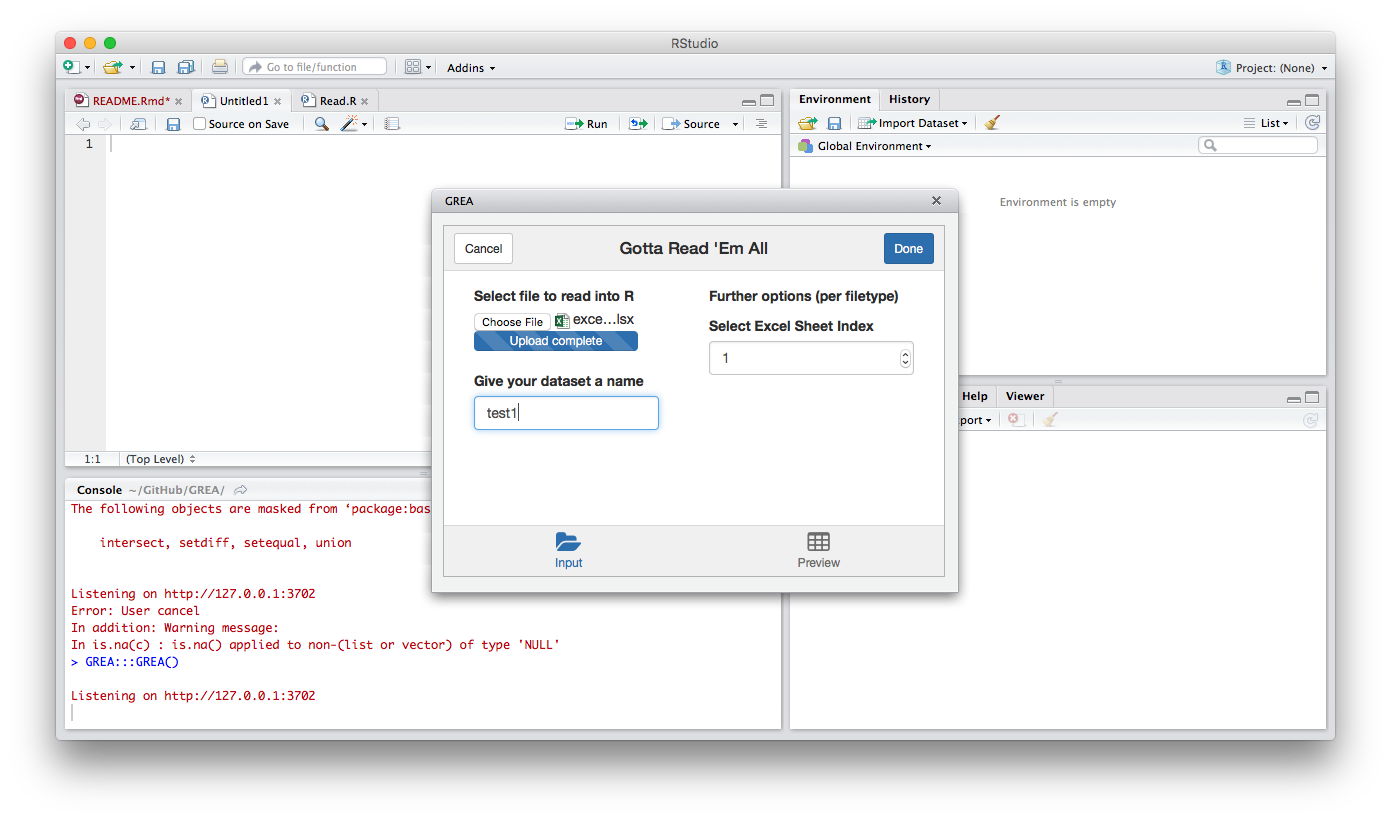 RStudio
Go to file/function
Addins
Project: (None)
README.Rmd*
Untitled1
Read.R
Source on Save
Run
Source
1
1:1 (Top Level)
Environment History
Import Dataset
List
Global Environment
Environment is empty
GREA
Cancel
Gotta Read 'Em All
Done
Select file to read into R
Choose File exce...lsx
Upload complete
Give your dataset a name
test1
Further options (per filetype)
Select Excel Sheet Index
1
Input
Preview
Help Viewer
port
Console ~/GitHub/GREA/
The following objects are masked from ‘package:bas
intersect, setdiff, setequal, union
Listening on http://127.0.0.1:3702
Error: User cancel
In addition: Warning message:
In is.na(c) : is.na() applied to non-(list or vector) of type 'NULL'
> GREA:::GREA()
Listening on http://127.0.0.1:3702